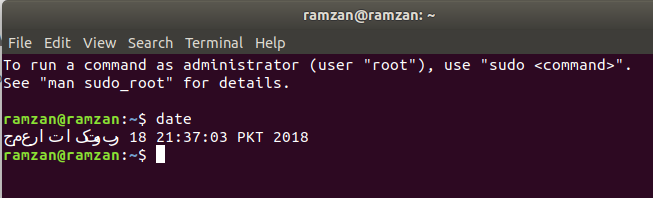 ramzan@ramzan: ~
File Edit View Search Terminal Help
To run a command as administrator (user "root"), use "sudo <command>".
See "man sudo_root" for details.
ramzan@ramzan:~$ date
جمعرات اکتوبر 18 21:37:03 PKT 2018
ramzan@ramzan:~$